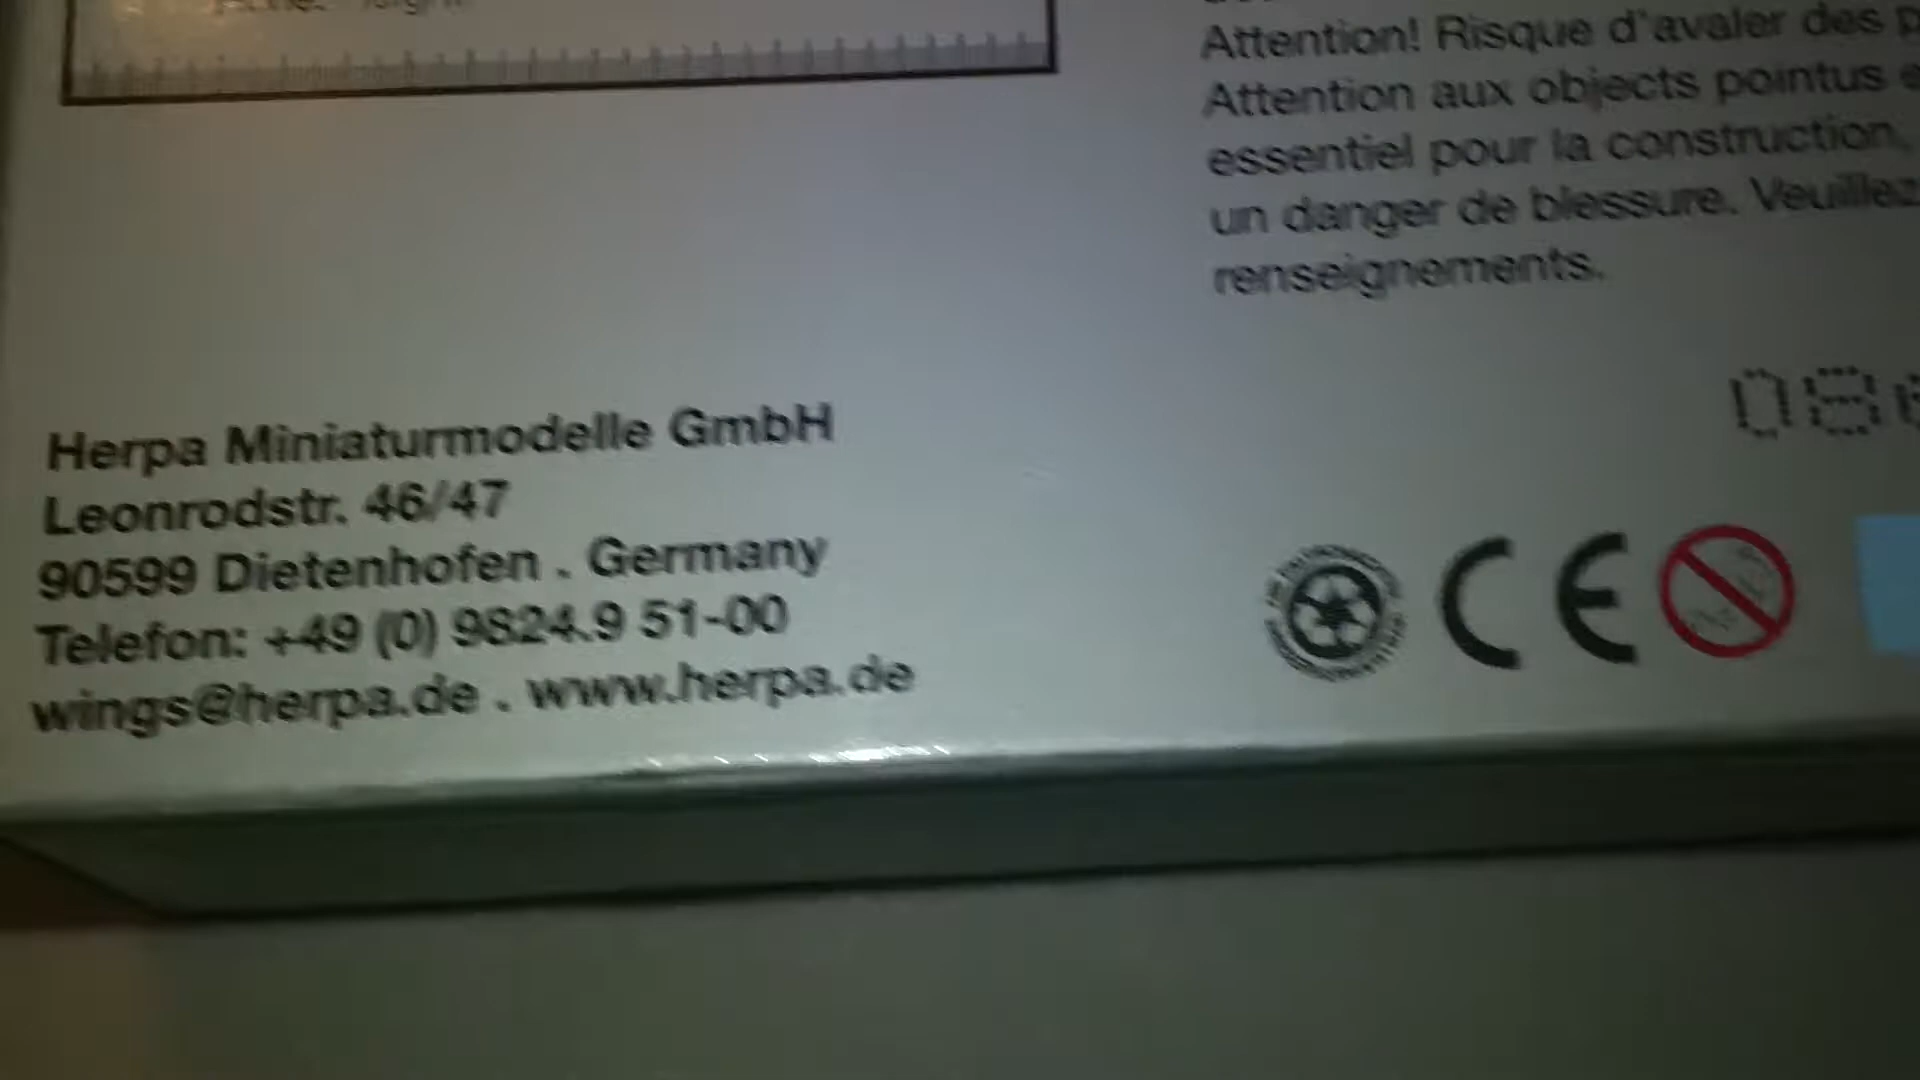 Attention! Risque d'avaler des
Attention aux objects pointus
essentiel pour la construction,
un danger de blessure. Veuillez
renseignements.
Herpa Miniaturmodelle GmbH
Leonrodstr. 46/47
90599 Dietenhofen . Germany
Telefon: +49 (0) 9824.9 51-00
wings@herpa.de . www.herpa.de
CE